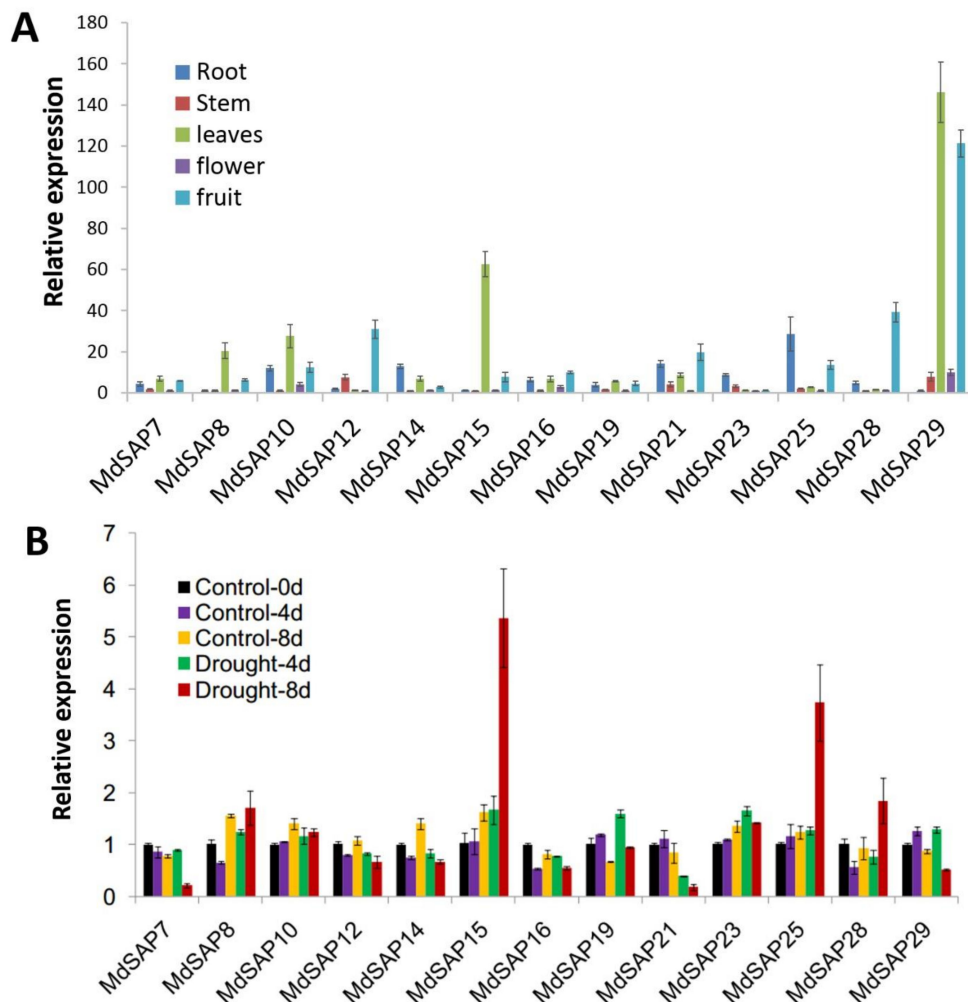 A
Relative expression
180
160
140
120
100
80
60
40
20
0
Root
Stem
leaves
flower
fruit
MdSAP7
MdSAP8
MdSAP10
MdSAP12
MdSAP14
MdSAP15
MdSAP16
MdSAP19
MdSAP21
MdSAP23
MdSAP25
MdSAP28
MdSAP29
B
Relative expression
7
6
5
4
3
2
1
0
Control-0d
Control-4d
Control-8d
Drought-4d
Drought-8d
MdSAP7
MdSAP8
MdSAP10
MdSAP12
MdSAP14
MdSAP15
MdSAP16
MdSAP19
MdSAP21
MdSAP23
MdSAP25
MdSAP28
MdSAP29